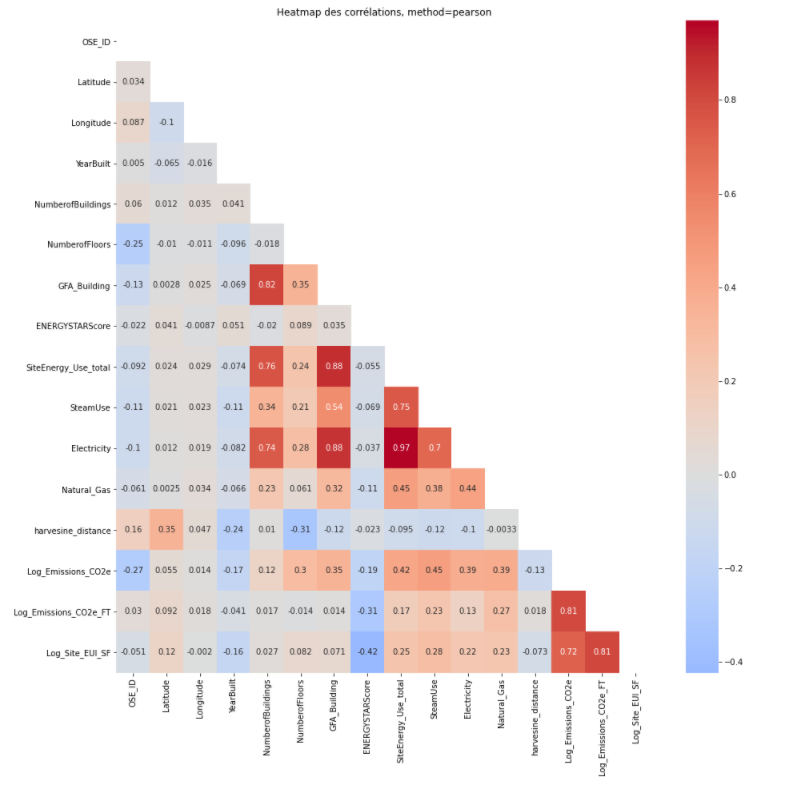 Heatmap des corrélations, method=pearson
OSE_ID
Latitude 0.034
Longitude 0.087 -0.1
YearBuilt 0.005 -0.065 -0.016
NumberofBuildings 0.06 0.012 0.035 0.041
NumberofFloors -0.25 -0.01 -0.011 -0.096 -0.018
GFA_Building -0.13 0.0028 0.025 -0.069 0.82 0.35
ENERGYSTARScore -0.022 0.041 -0.0087 0.051 -0.02 0.089 0.035
SiteEnergy_Use_total -0.092 0.024 0.029 -0.074 0.76 0.24 0.88 -0.055
SteamUse -0.11 0.021 0.023 -0.11 0.34 0.21 0.54 -0.069 0.75
Electricity -0.1 0.012 0.019 -0.082 0.74 0.28 0.88 -0.037 0.97 0.7
Natural_Gas -0.061 0.0025 0.034 -0.066 0.23 0.061 0.32 -0.11 0.45 0.38 0.44
harvesine_distance 0.16 0.35 0.047 -0.24 0.01 -0.31 -0.12 -0.023 -0.095 -0.12 -0.1 -0.0033
Log_Emissions_CO2e -0.27 0.055 0.014 -0.17 0.12 0.3 0.35 -0.19 0.42 0.45 0.39 0.39 -0.13
Log_Emissions_CO2e_FT 0.03 0.092 0.018 -0.041 0.017 -0.014 0.014 -0.31 0.17 0.23 0.13 0.27 0.018 0.81
Log_Site_EUI_SF -0.051 0.12 -0.002 -0.16 0.027 0.082 0.071 -0.42 0.25 0.28 0.22 0.23 -0.073 0.72 0.81
OSE_ID
Latitude
Longitude
YearBuilt
NumberofBuildings
NumberofFloors
GFA_Building
ENERGYSTARScore
SiteEnergy_Use_total
SteamUse
Electricity
Natural_Gas
harvesine_distance
Log_Emissions_CO2e
Log_Emissions_CO2e_FT
Log_Site_EUI_SF
0.8
0.6
0.4
0.2
0.0
−0.2
−0.4